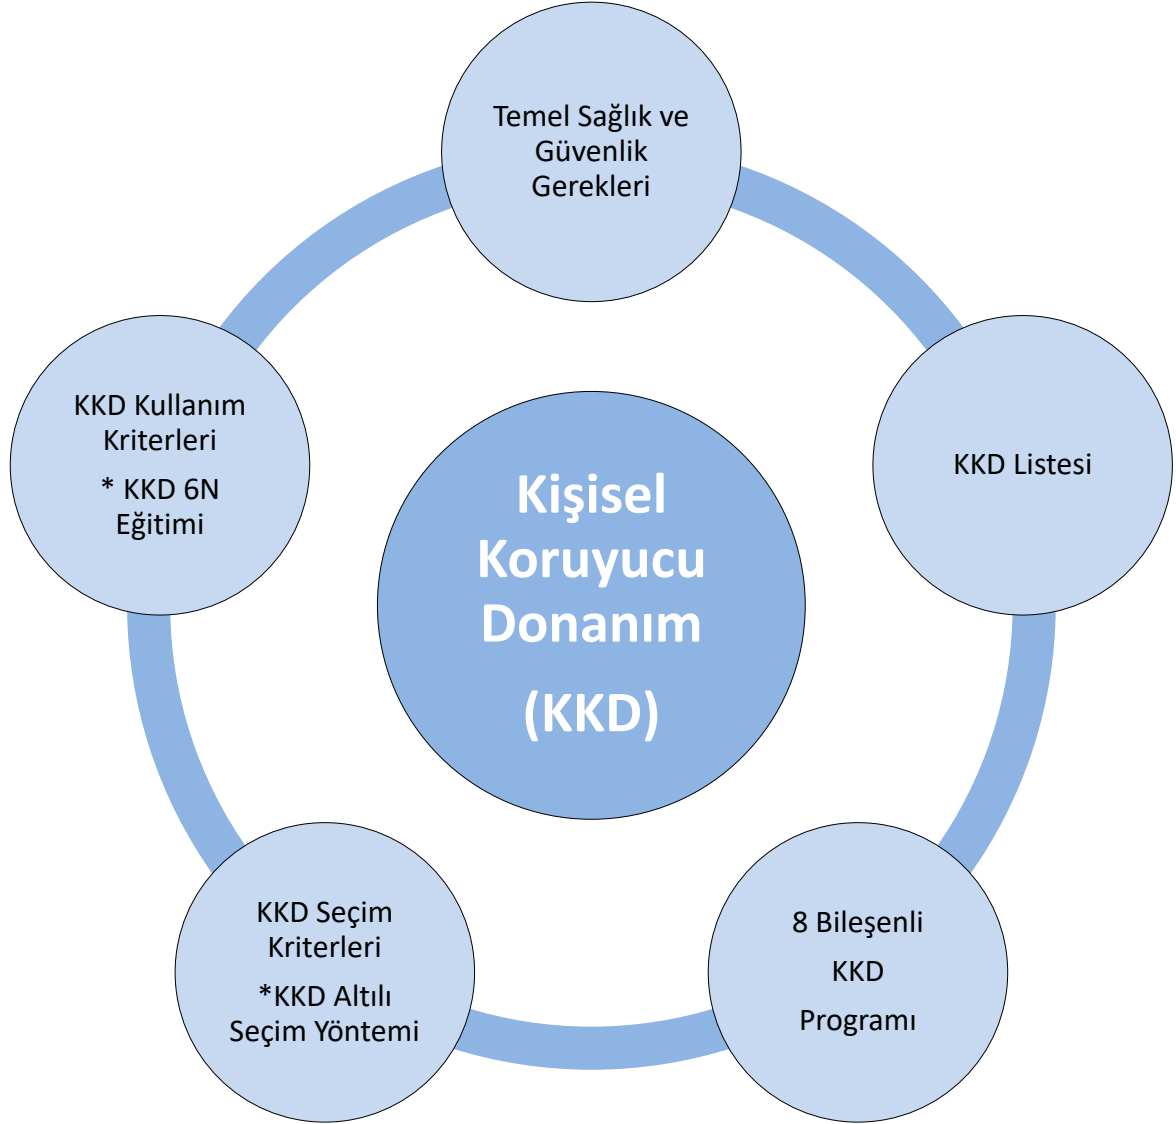 Temel Sağlık ve
Güvenlik
Gerekleri
KKD Listesi
8 Bileşenli
KKD
Programı
KKD Seçim
Kriterleri
*KKD Altılı
Seçim Yöntemi
KKD Kullanım
Kriterleri
* KKD 6N
Eğitimi
Kişisel
Koruyucu
Donanım
(KKD)